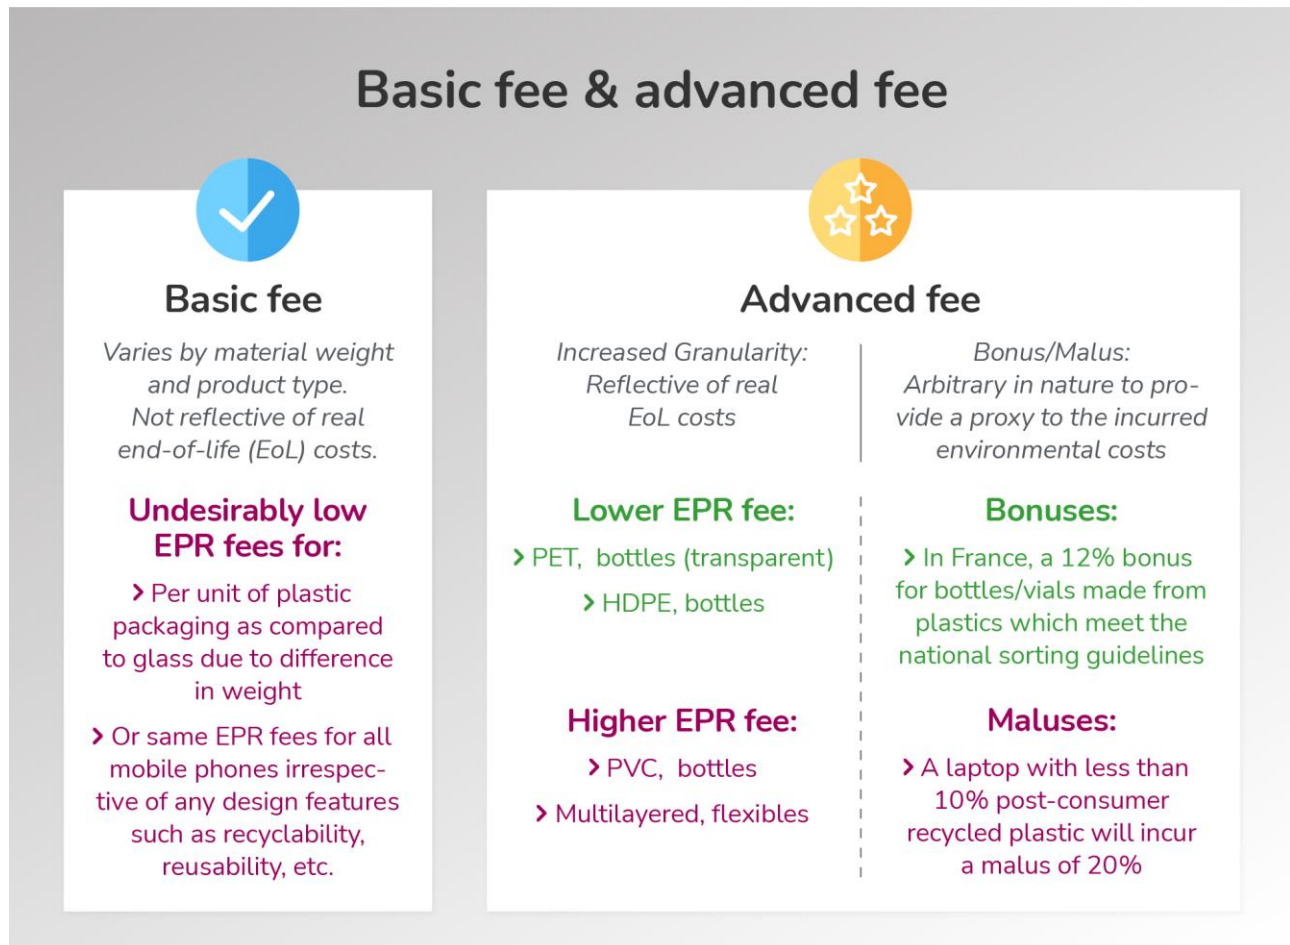 Basic fee & advanced fee
Basic fee
Varies by material weight
and product type.
Not reflective of real
end-of-life (EoL) costs.
Undesirably low
EPR fees for:
> Per unit of plastic
packaging as compared
to glass due to difference
in weight
> Or same EPR fees for all
mobile phones irrespec-
tive of any design features
such as recyclability,
reusability, etc.
Advanced fee
Increased Granularity:
Reflective of real
EoL costs
Lower EPR fee:
> PET, bottles (transparent)
> HDPE, bottles
Higher EPR fee:
> PVC, bottles
> Multilayered, flexibles
Bonus/Malus:
Arbitrary in nature to pro-
vide a proxy to the incurred
environmental costs
Bonuses:
> In France, a 12% bonus
for bottles/vials made from
plastics which meet the
national sorting guidelines
Maluses:
> A laptop with less than
10% post-consumer
recycled plastic will incur
a malus of 20%